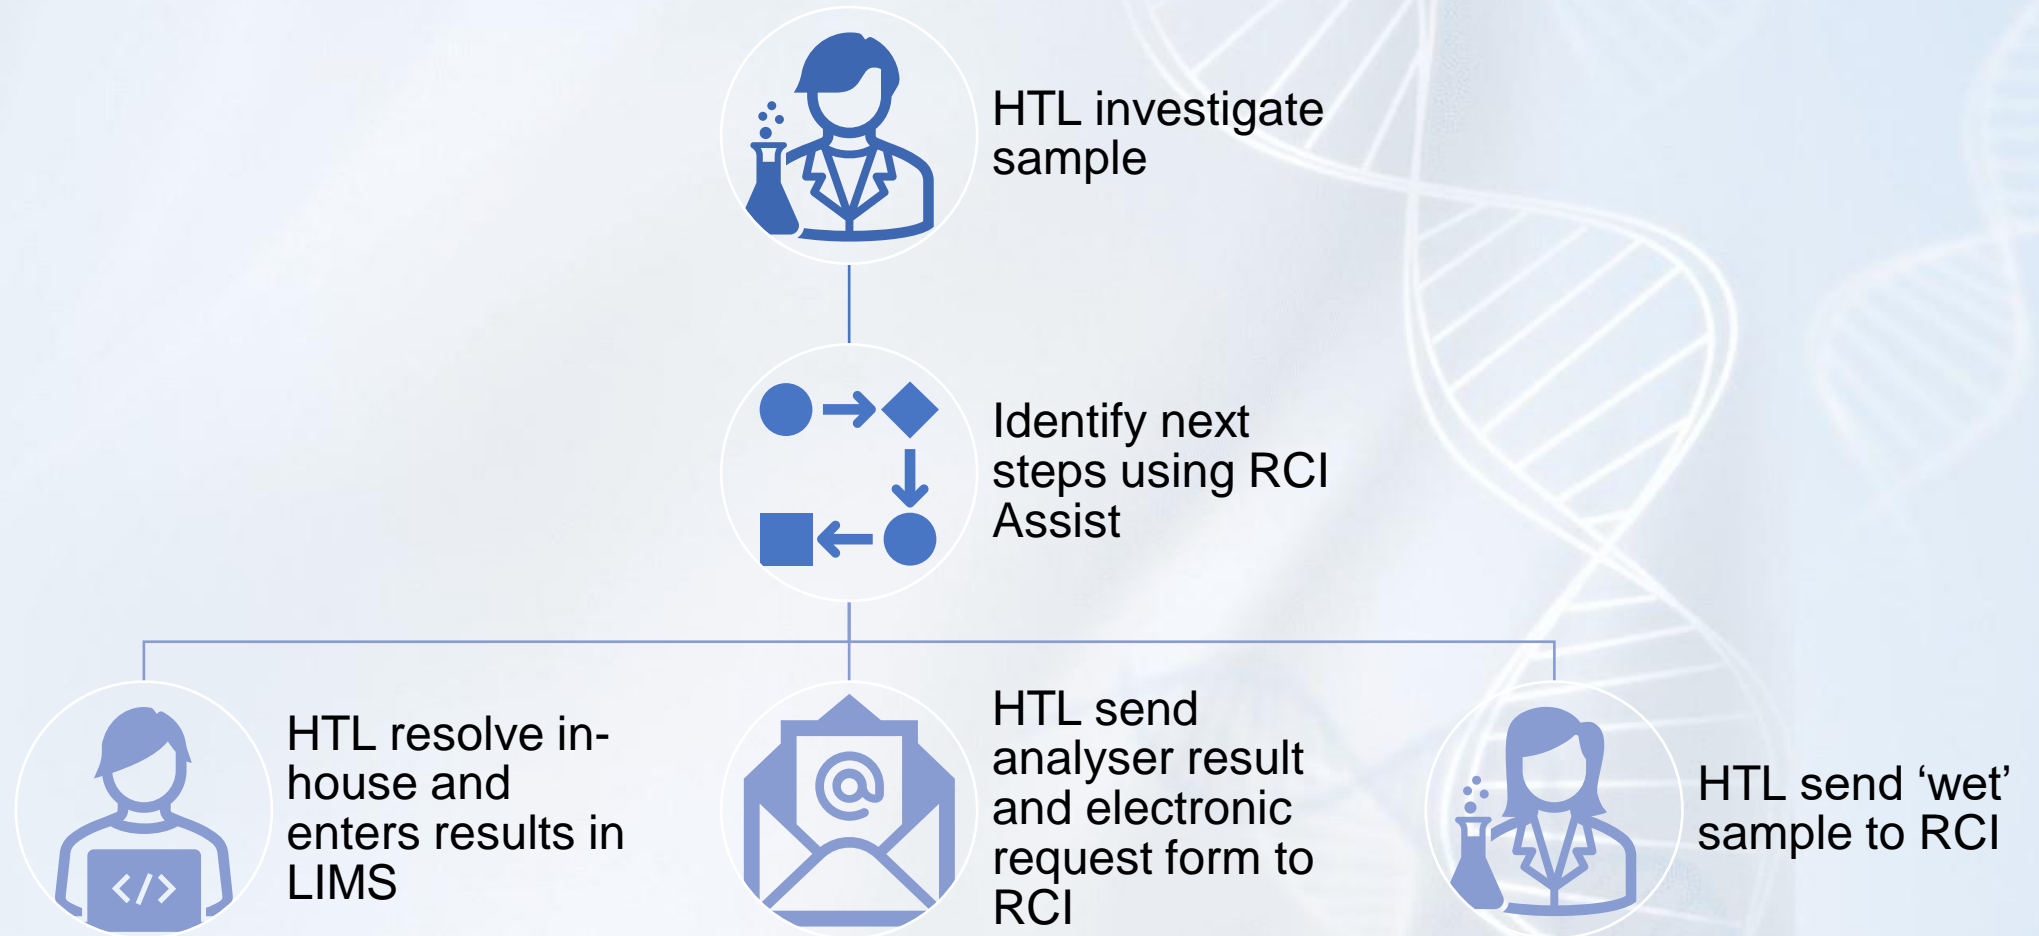 HTL investigate
sample
Identify next
steps using RCI
Assist
HTL resolve in-
house and
enters results in
LIMS
</>
@
HTL send
analyser result
and electronic
request form to
RCI
HTL send ‘wet’
sample to RCI